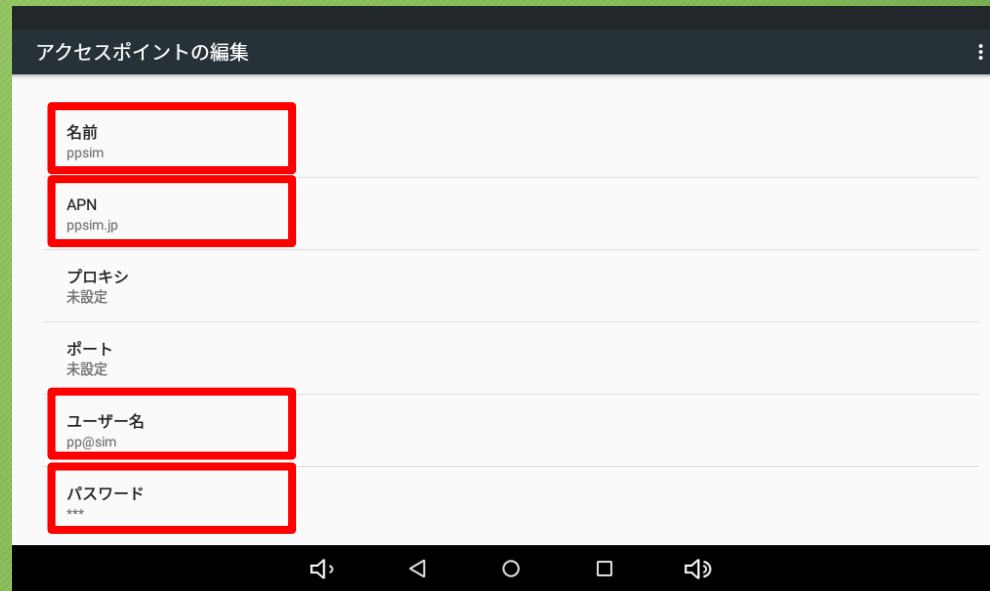 アクセスポイントの編集
名前
ppsim
APN
ppsim.jp
プロキシ
未設定
ポート
未設定
ユーザー名
pp@sim
パスワード
***